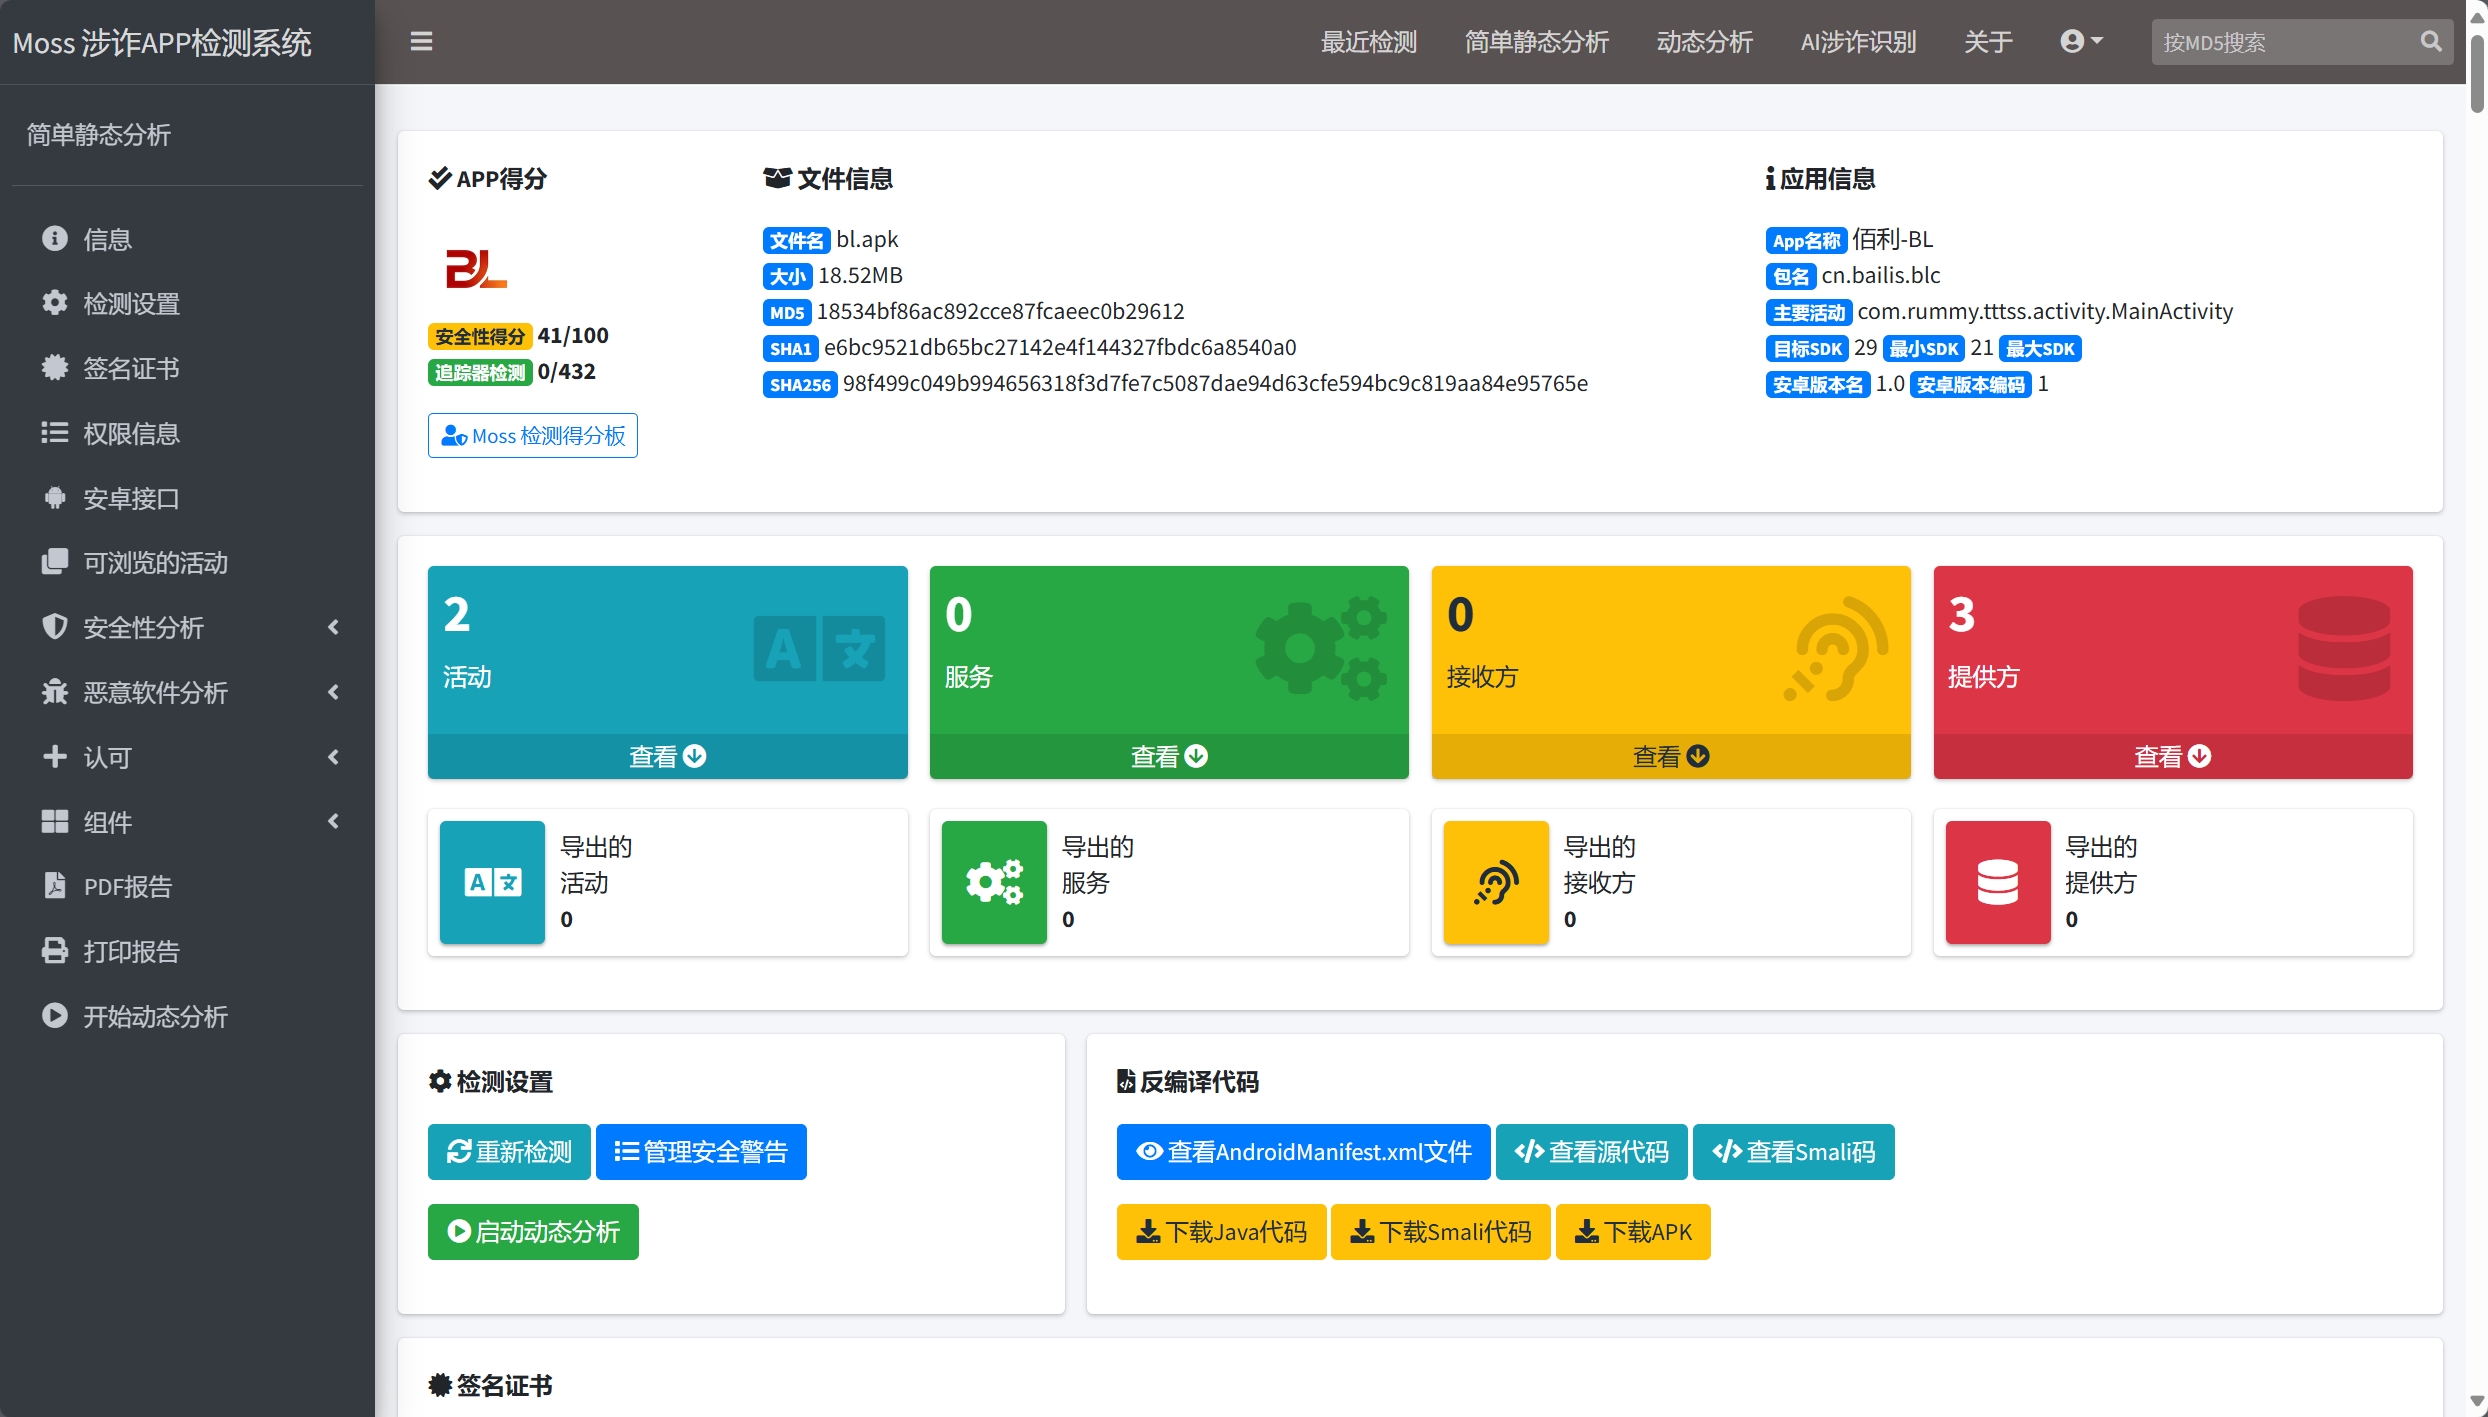 Moss 涉诈APP检测系统
最近检测 简单静态分析 动态分析 AI涉诈识别 关于 按MD5搜索
简单静态分析
信息
检测设置
签名证书
权限信息
安卓接口
可浏览的活动
安全性分析
恶意软件分析
认可
组件
PDF报告
打印报告
开始动态分析
APP得分
BL
安全性得分 41/100
追踪器检测 0/432
Moss 检测得分板
文件信息
文件名 bl.apk
大小 18.52MB
MD5 18534bf86ac892cce87fcaeec0b29612
SHA1 e6bc9521db65bc27142e4f144327fbdc6a8540a0
SHA256 98f499c049b994656318f3d7fe7c5087dae94d63cfe594bc9c819aa84e95765e
应用信息
App名称 佰利-BL
包名 cn.bailis.blc
主要活动 com.rummy.tttss.activity.MainActivity
目标SDK 29 最小SDK 21 最大SDK
安卓版本名 1.0 安卓版本编码 1
2
活动
A 文
查看
0
服务
查看
0
接收方
查看
3
提供方
查看
A 文
导出的
活动
0
导出的
服务
0
导出的
接收方
0
导出的
提供方
0
检测设置
重新检测 管理安全警告
启动动态分析
反编译代码
查看AndroidManifest.xml文件 查看源代码 查看Smali码
下载Java代码 下载Smali代码 下载APK
签名证书